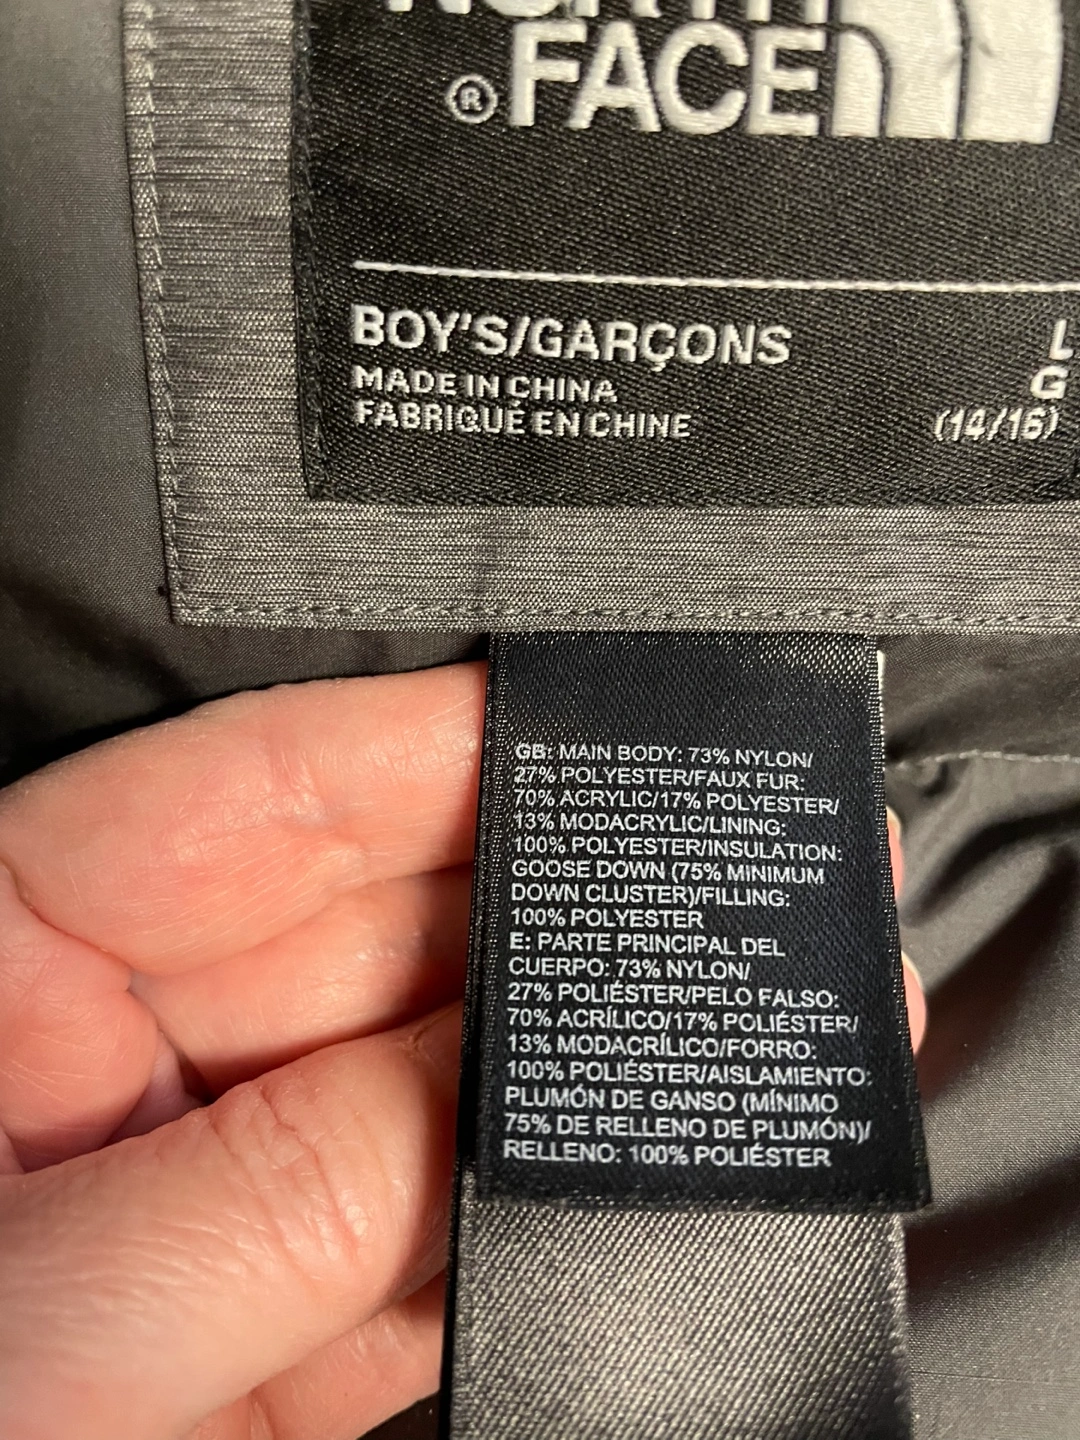 NORTH
® FACE
BOY'S/GARÇONS L
MADE IN CHINA G
FABRIQUÉ EN CHINE (14/16)
GB: MAIN BODY: 73% NYLON/
27% POLYESTER/FAUX FUR:
70% ACRYLIC/17% POLYESTER/
13% MODACRYLIC/LINING:
100% POLYESTER/INSULATION:
GOOSE DOWN (75% MINIMUM
DOWN CLUSTER)/FILLING:
100% POLYESTER
E: PARTE PRINCIPAL DEL
CUERPO: 73% NYLON/
27% POLIÉSTER/PELO FALSO:
70% ACRÍLICO/17% POLIÉSTER/
13% MODACRÍLICO/FORRO:
100% POLIÉSTER/AISLAMIENTO:
PLUMÓN DE GANSO (MÍNIMO
75% DE RELLENO DE PLUMÓN)/
RELLENO: 100% POLIÉSTER